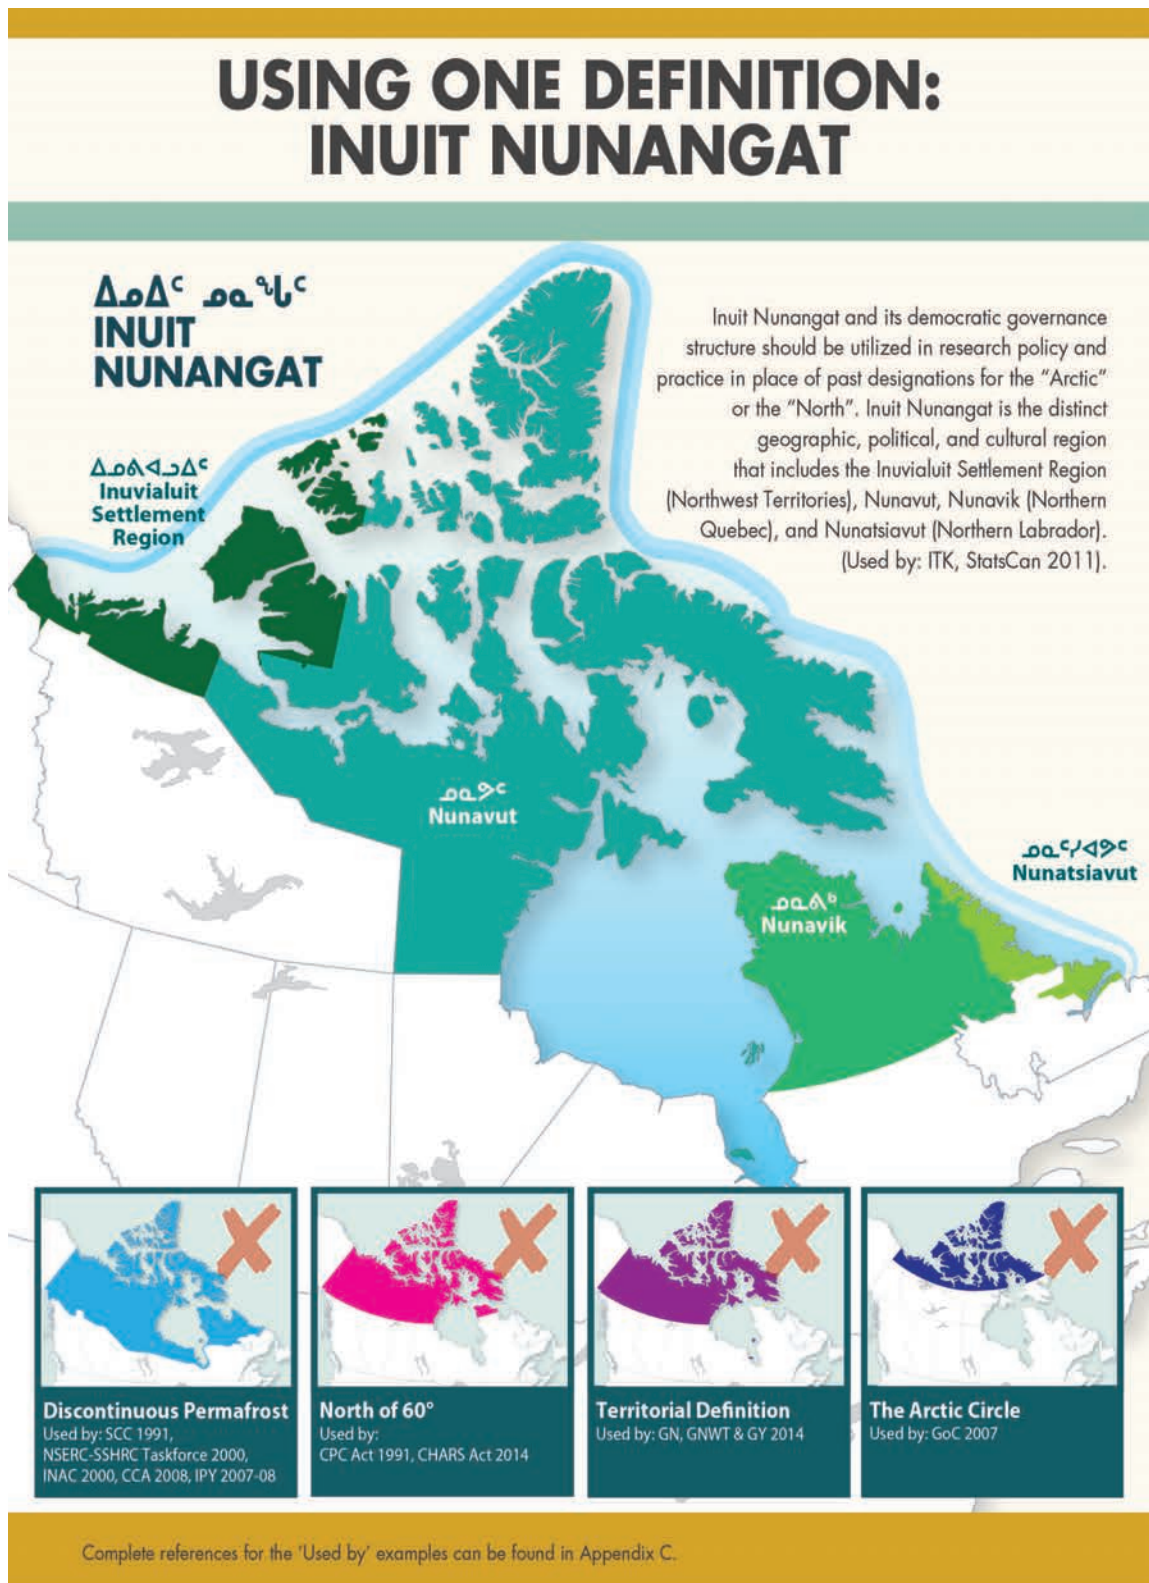 USING ONE DEFINITION:
INUIT NUNANGAT
ᐃᓄᐃᑦ ᓄᓇᖓᑦ
INUIT
NUNANGAT
Inuit Nunangat and its democratic governance
structure should be utilized in research policy and
practice in place of past designations for the "Arctic"
or the "North". Inuit Nunangat is the distinct
geographic, political, and cultural region
that includes the Inuvialuit Settlement Region
(Northwest Territories), Nunavut, Nunavik (Northern
Quebec), and Nunatsiavut (Northern Labrador).
(Used by: ITK, StatsCan 2011).
ᐃᓄᕕᐊᓗᐃᑦ
Inuvialuit
Settlement
Region
ᓄᓇᕗᑦ
Nunavut
ᓄᓇᑦᓯᐊᕗᑦ
Nunatsiavut
ᓄᓇᕕᒃ
Nunavik
Discontinuous Permafrost
Used by: SCC 1991,
NSERC-SSHRC Taskforce 2000,
INAC 2000, CCA 2008, IPY 2007-08
North of 60°
Used by:
CPC Act 1991, CHARS Act 2014
Territorial Definition
Used by: GN, GNWT & GY 2014
The Arctic Circle
Used by: GoC 2007
Complete references for the 'Used by' examples can be found in Appendix C.